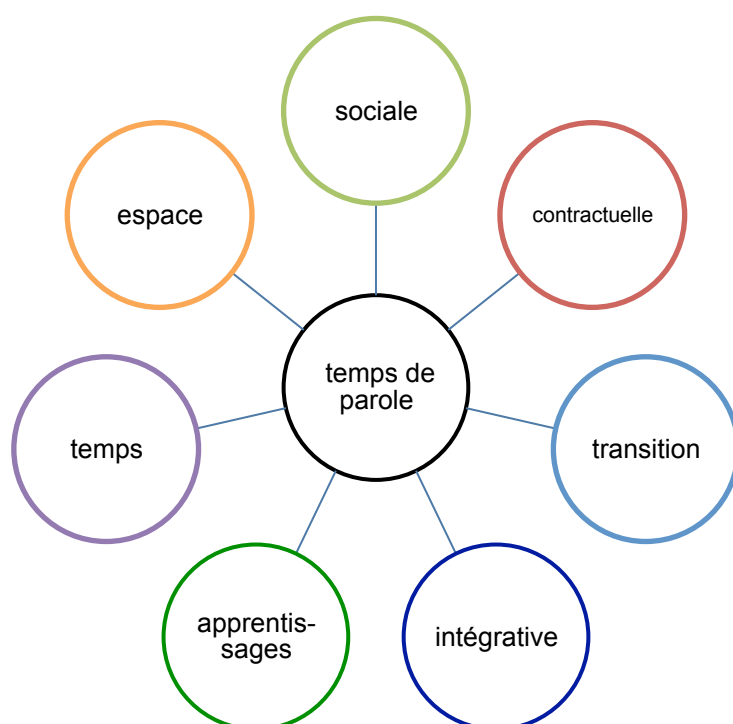 sociale
espace
contractuelle
temps de
parole
temps
transition
apprentis-
sages
intégrative